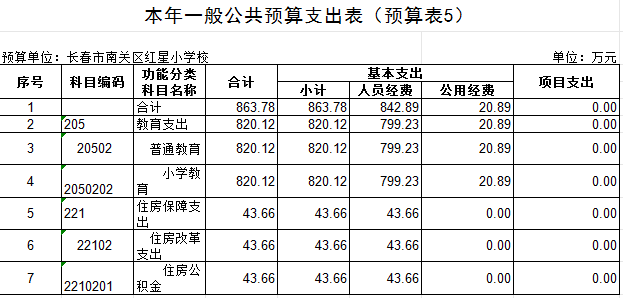 本年一般公共预算支出表（预算表5）
预算单位：长春市南关区红星小学校 单位：万元
序号 科目编码 功能分类科目名称 合计 基本支出 项目支出
小计 人员经费 公用经费
1 合计 863.78 863.78 842.89 20.89 0.00
2 205 教育支出 820.12 820.12 799.23 20.89 0.00
3 20502 普通教育 820.12 820.12 799.23 20.89 0.00
4 2050202 小学教育 820.12 820.12 799.23 20.89 0.00
5 221 住房保障支出 43.66 43.66 43.66 0.00 0.00
6 22102 住房改革支出 43.66 43.66 43.66 0.00 0.00
7 2210201 住房公积金 43.66 43.66 43.66 0.00 0.00